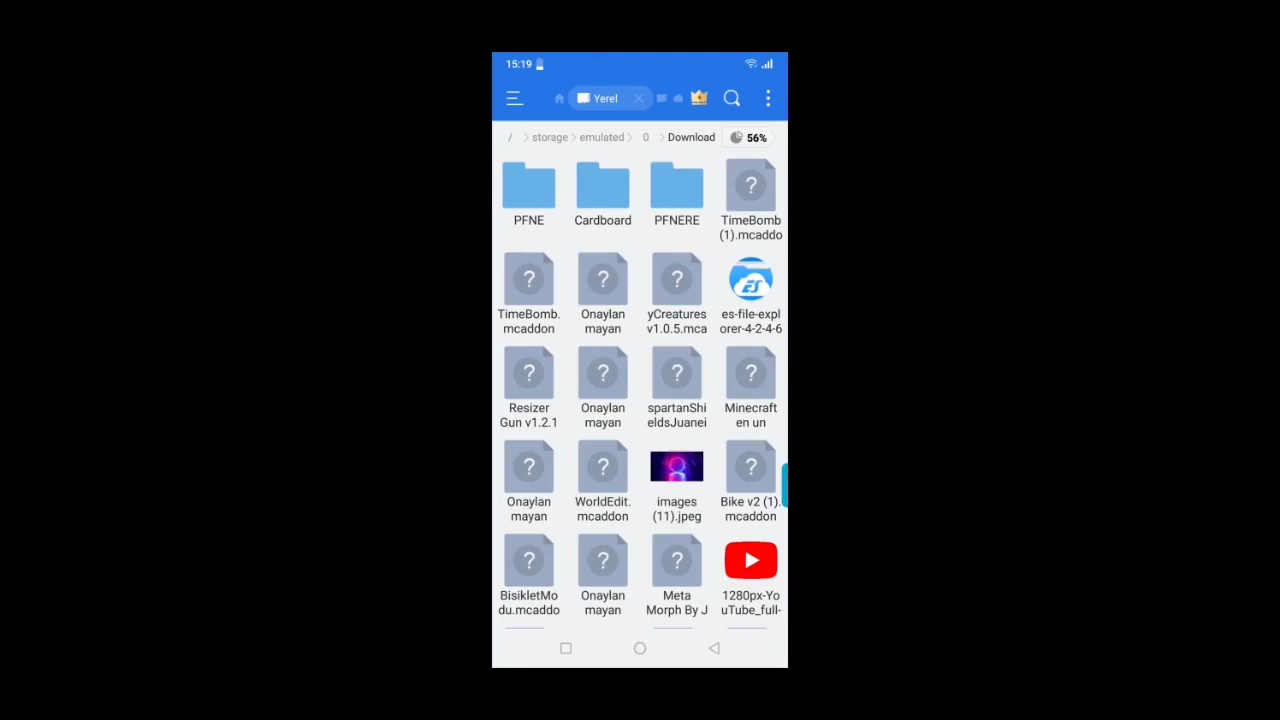 15:19
Yerel
/ storage emulated 0 Download 56%
PFNE
Cardboard
PFNERE
TimeBomb
(1).mcaddo
TimeBomb.
mcaddon
Onaylan
mayan
yCreatures
v1.0.5.mca
es-file-expl
orer-4-2-4-6
Resizer
Gun v1.2.1
Onaylan
mayan
spartanShi
eldsJuanei
Minecraft
en un
Onaylan
mayan
WorldEdit.
mcaddon
images
(11).jpeg
Bike v2 (1).
mcaddon
BisikletMo
du.mcaddo
Onaylan
mayan
Meta
Morph By J
1280px-Yo
uTube_full-